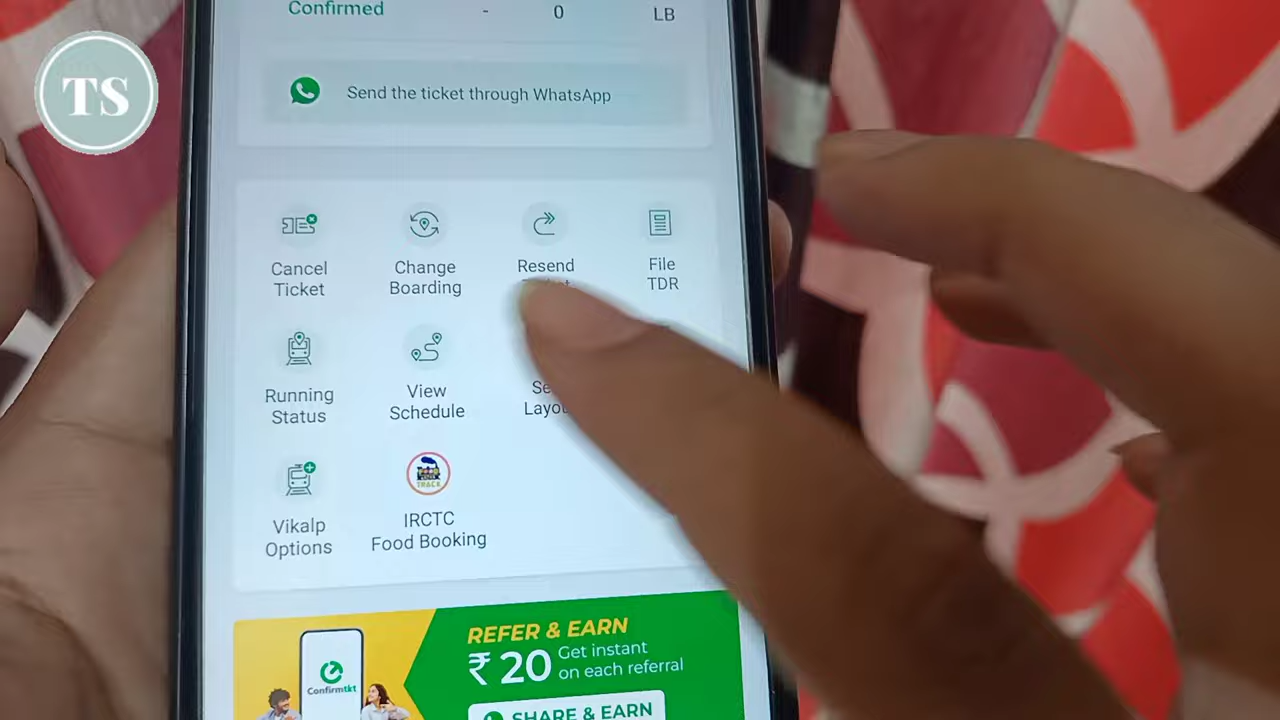 Confirmed - 0 LB
TS
Send the ticket through WhatsApp
Cancel
Ticket
Change
Boarding
Resend
File
TDR
Running
Status
View
Schedule
Vikalp
Options
TRACK
IRCTC
Food Booking
REFER & EARN
₹ 20 Get instant
on each referral
Confirmtkt
SHARE & EARN